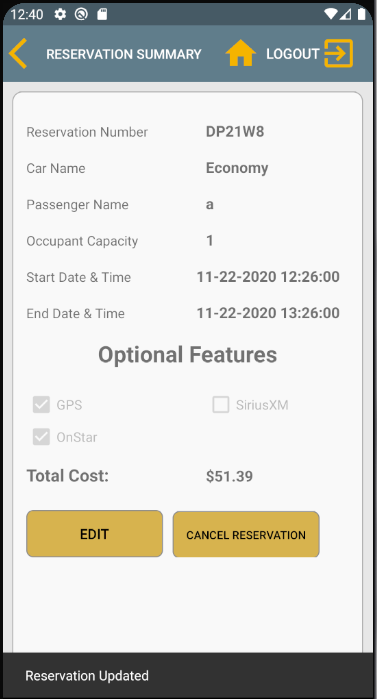 12:40
RESERVATION SUMMARY LOGOUT
Reservation Number DP21W8
Car Name Economy
Passenger Name a
Occupant Capacity 1
Start Date & Time 11-22-2020 12:26:00
End Date & Time 11-22-2020 13:26:00
Optional Features
GPS SiriusXM
OnStar
Total Cost: $51.39
EDIT CANCEL RESERVATION
Reservation Updated